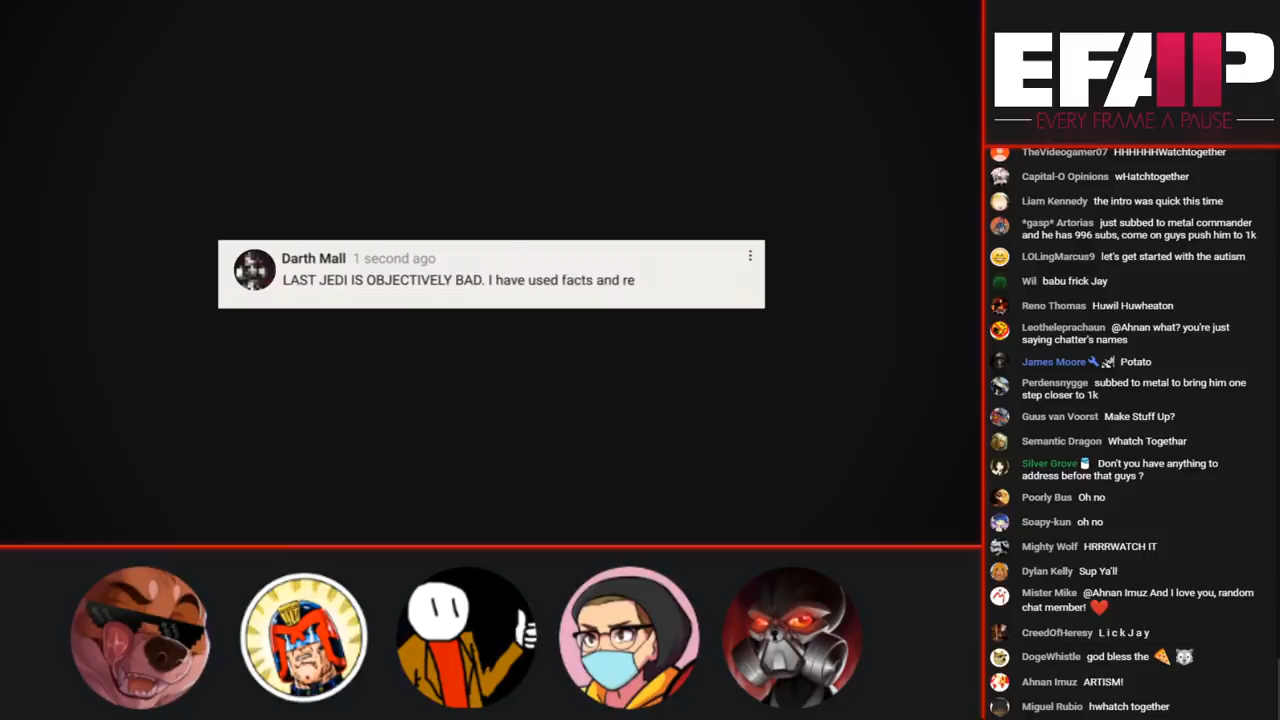 Darth Mall 1 second ago
LAST JEDI IS OBJECTIVELY BAD. I have used facts and re
EFAP
EVERY FRAME A PAUSE
TheVideogamer07 HHHHHHWatchtogether
Capital-O Opinions wHatchtogether
Liam Kennedy the intro was quick this time
*gasp* Artorias just subbed to metal commander
and he has 996 subs, come on guys push him to 1k
LOLingMarcus9 let's get started with the autism
Wil babu frick Jay
Reno Thomas Huwil Huwheaton
Leotheleprachaun @Ahnan what? you're just
saying chatter's names
James Moore Potato
Perdensnygge subbed to metal to bring him one
step closer to 1k
Guus van Voorst Make Stuff Up?
Semantic Dragon Whatch Togethar
Silver Grove Don't you have anything to
address before that guys ?
Poorly Bus Oh no
Soapy-kun oh no
Mighty Wolf HRRRWATCH IT
Dylan Kelly Sup Ya'll
Mister Mike @Ahnan Imuz And I love you, random
chat member! ❤️
CreedOfHeresy L i c k J a y
DogeWhistle god bless the 🍕 🐺
Ahnan Imuz ARTISM!
Miguel Rubio hwhatch together